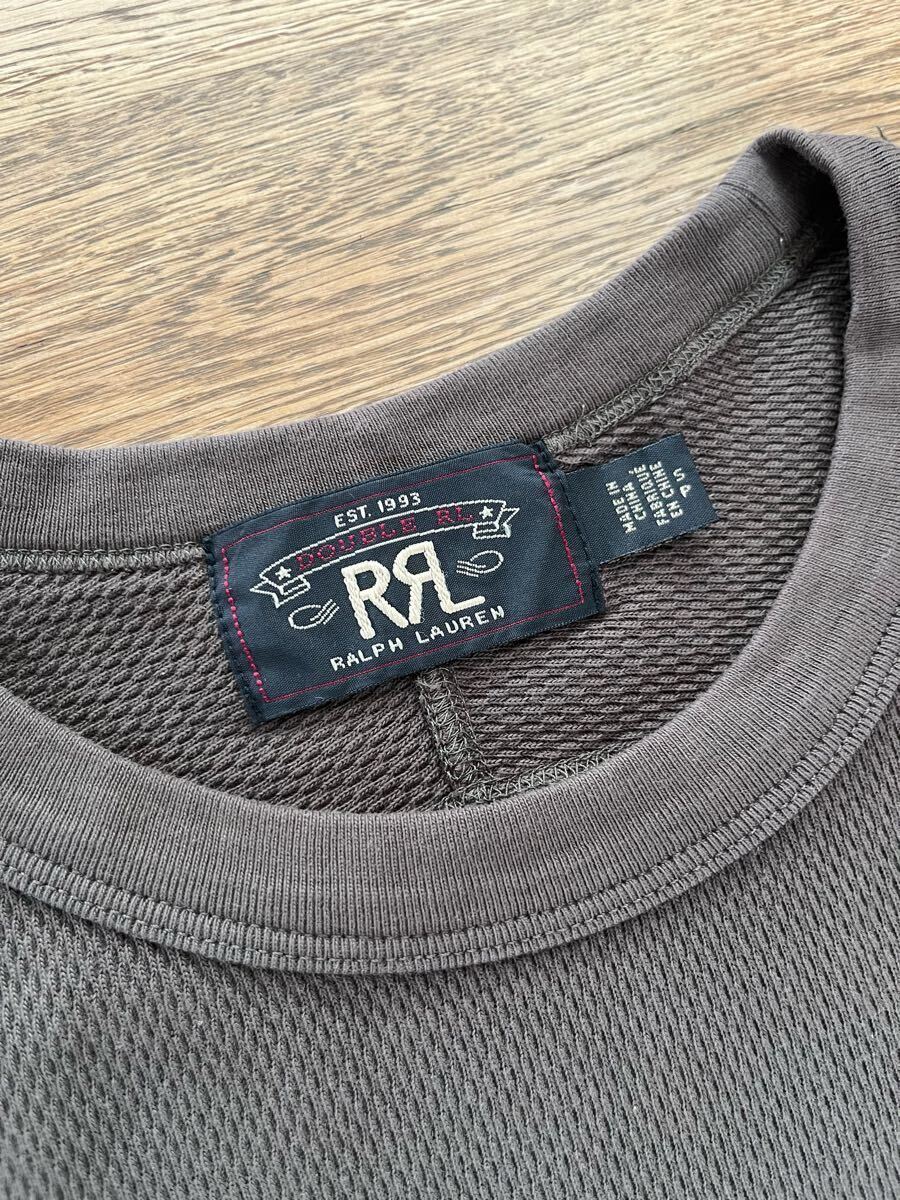 EST. 1993
DOUBLE RL
RRL
RALPH LAUREN
MADE IN
CHINA
FABRIQUÉ
EN CHINE
S/P